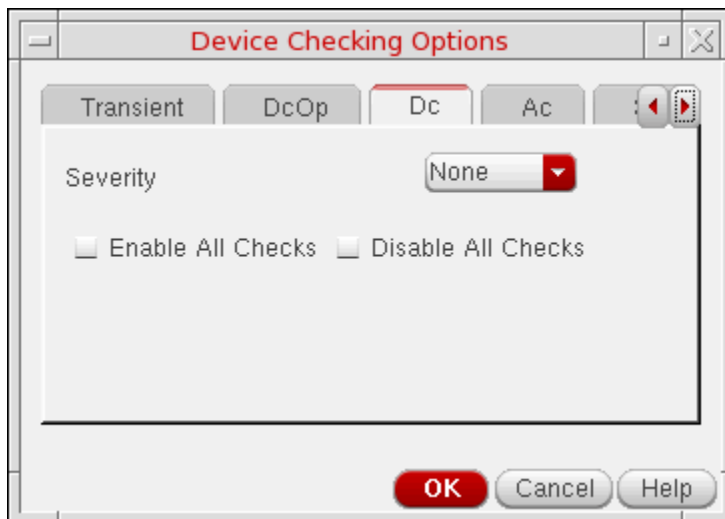 Device Checking Options
Transient DcOp Dc Ac
Severity None
Enable All Checks Disable All Checks
OK Cancel Help